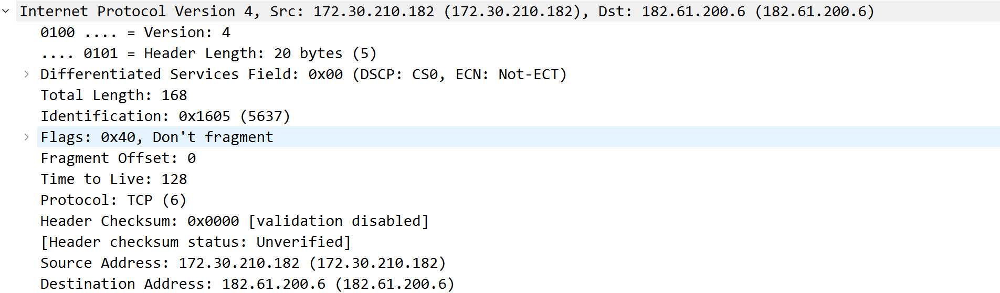 Internet Protocol Version 4, Src: 172.30.210.182 (172.30.210.182), Dst: 182.61.200.6 (182.61.200.6)
0100 .... = Version: 4
.... 0101 = Header Length: 20 bytes (5)
Differentiated Services Field: 0x00 (DSCP: CS0, ECN: Not-ECT)
Total Length: 168
Identification: 0x1605 (5637)
Flags: 0x40, Don't fragment
Fragment Offset: 0
Time to Live: 128
Protocol: TCP (6)
Header Checksum: 0x0000 [validation disabled]
[Header checksum status: Unverified]
Source Address: 172.30.210.182 (172.30.210.182)
Destination Address: 182.61.200.6 (182.61.200.6)